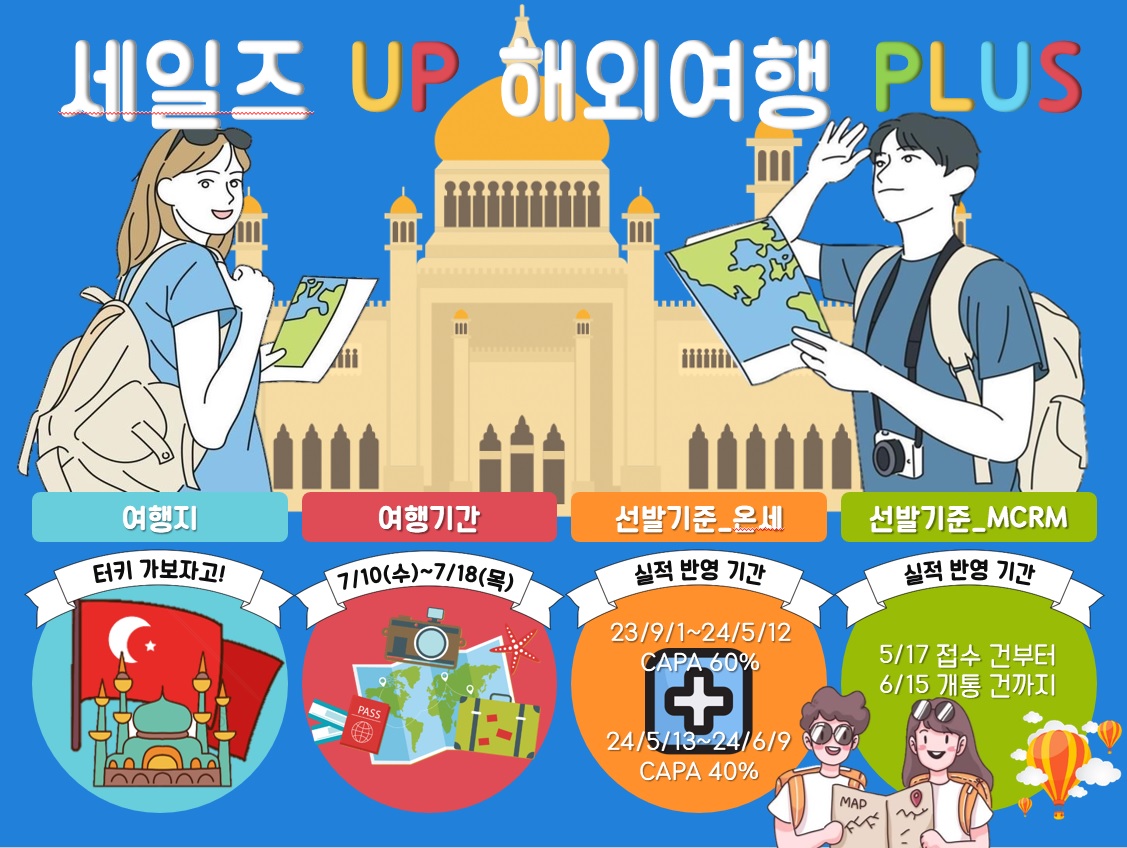 세일즈 UP 해외여행 PLUS
여행지
터키 가보자고!
여행기간
7/10(수)~7/18(목)
PASS
선발기준_온세
실적 반영 기간
23/9/1~24/5/12
CAPA 60%
24/5/13~24/6/9
CAPA 40%
선발기준_MCRM
실적 반영 기간
5/17 접수 건부터
6/15 개통 건까지
MAP